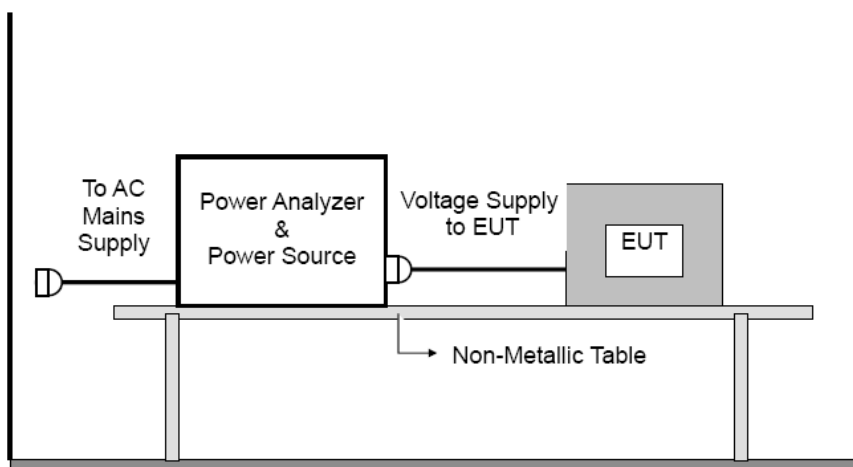 To AC
Mains
Supply
Power Analyzer
&
Power Source
Voltage Supply
to EUT
EUT
Non-Metallic Table